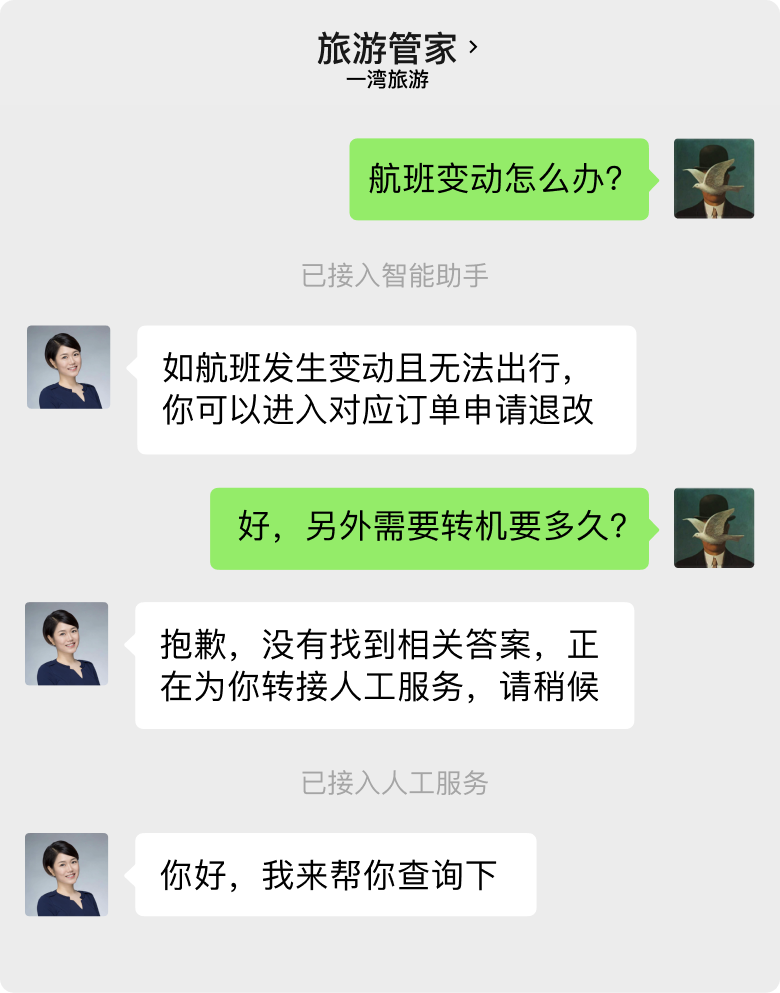 旅游管家 ›
一湾旅游
航班变动怎么办？
已接入智能助手
如航班发生变动且无法出行，
你可以进入对应订单申请退改
好，另外需要转机要多久？
抱歉，没有找到相关答案，正
在为你转接人工服务，请稍候
已接入人工服务
你好，我来帮你查询下